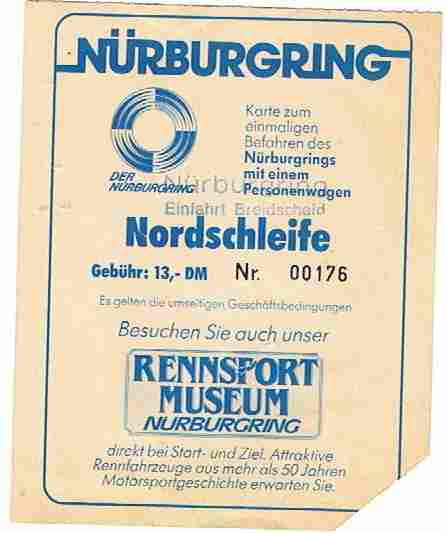 NÜRBURGRING
DER
NÜRBURGRING
Karte zum
einmaligen
Befahren des
Nürburgrings
mit einem
Personenwagen
Nürburgring
Einfahrt Breidscheid
Nordschleife
Gebühr: 13,- DM Nr. 00176
Es gelten die umseitigen Geschäftsbedingungen
Besuchen Sie auch unser
RENNSPORT
MUSEUM
NÜRBURGRING
direkt bei Start- und Ziel. Attraktive
Rennfahrzeuge aus mehr als 50 Jahren
Motorsportgeschichte erwarten Sie.